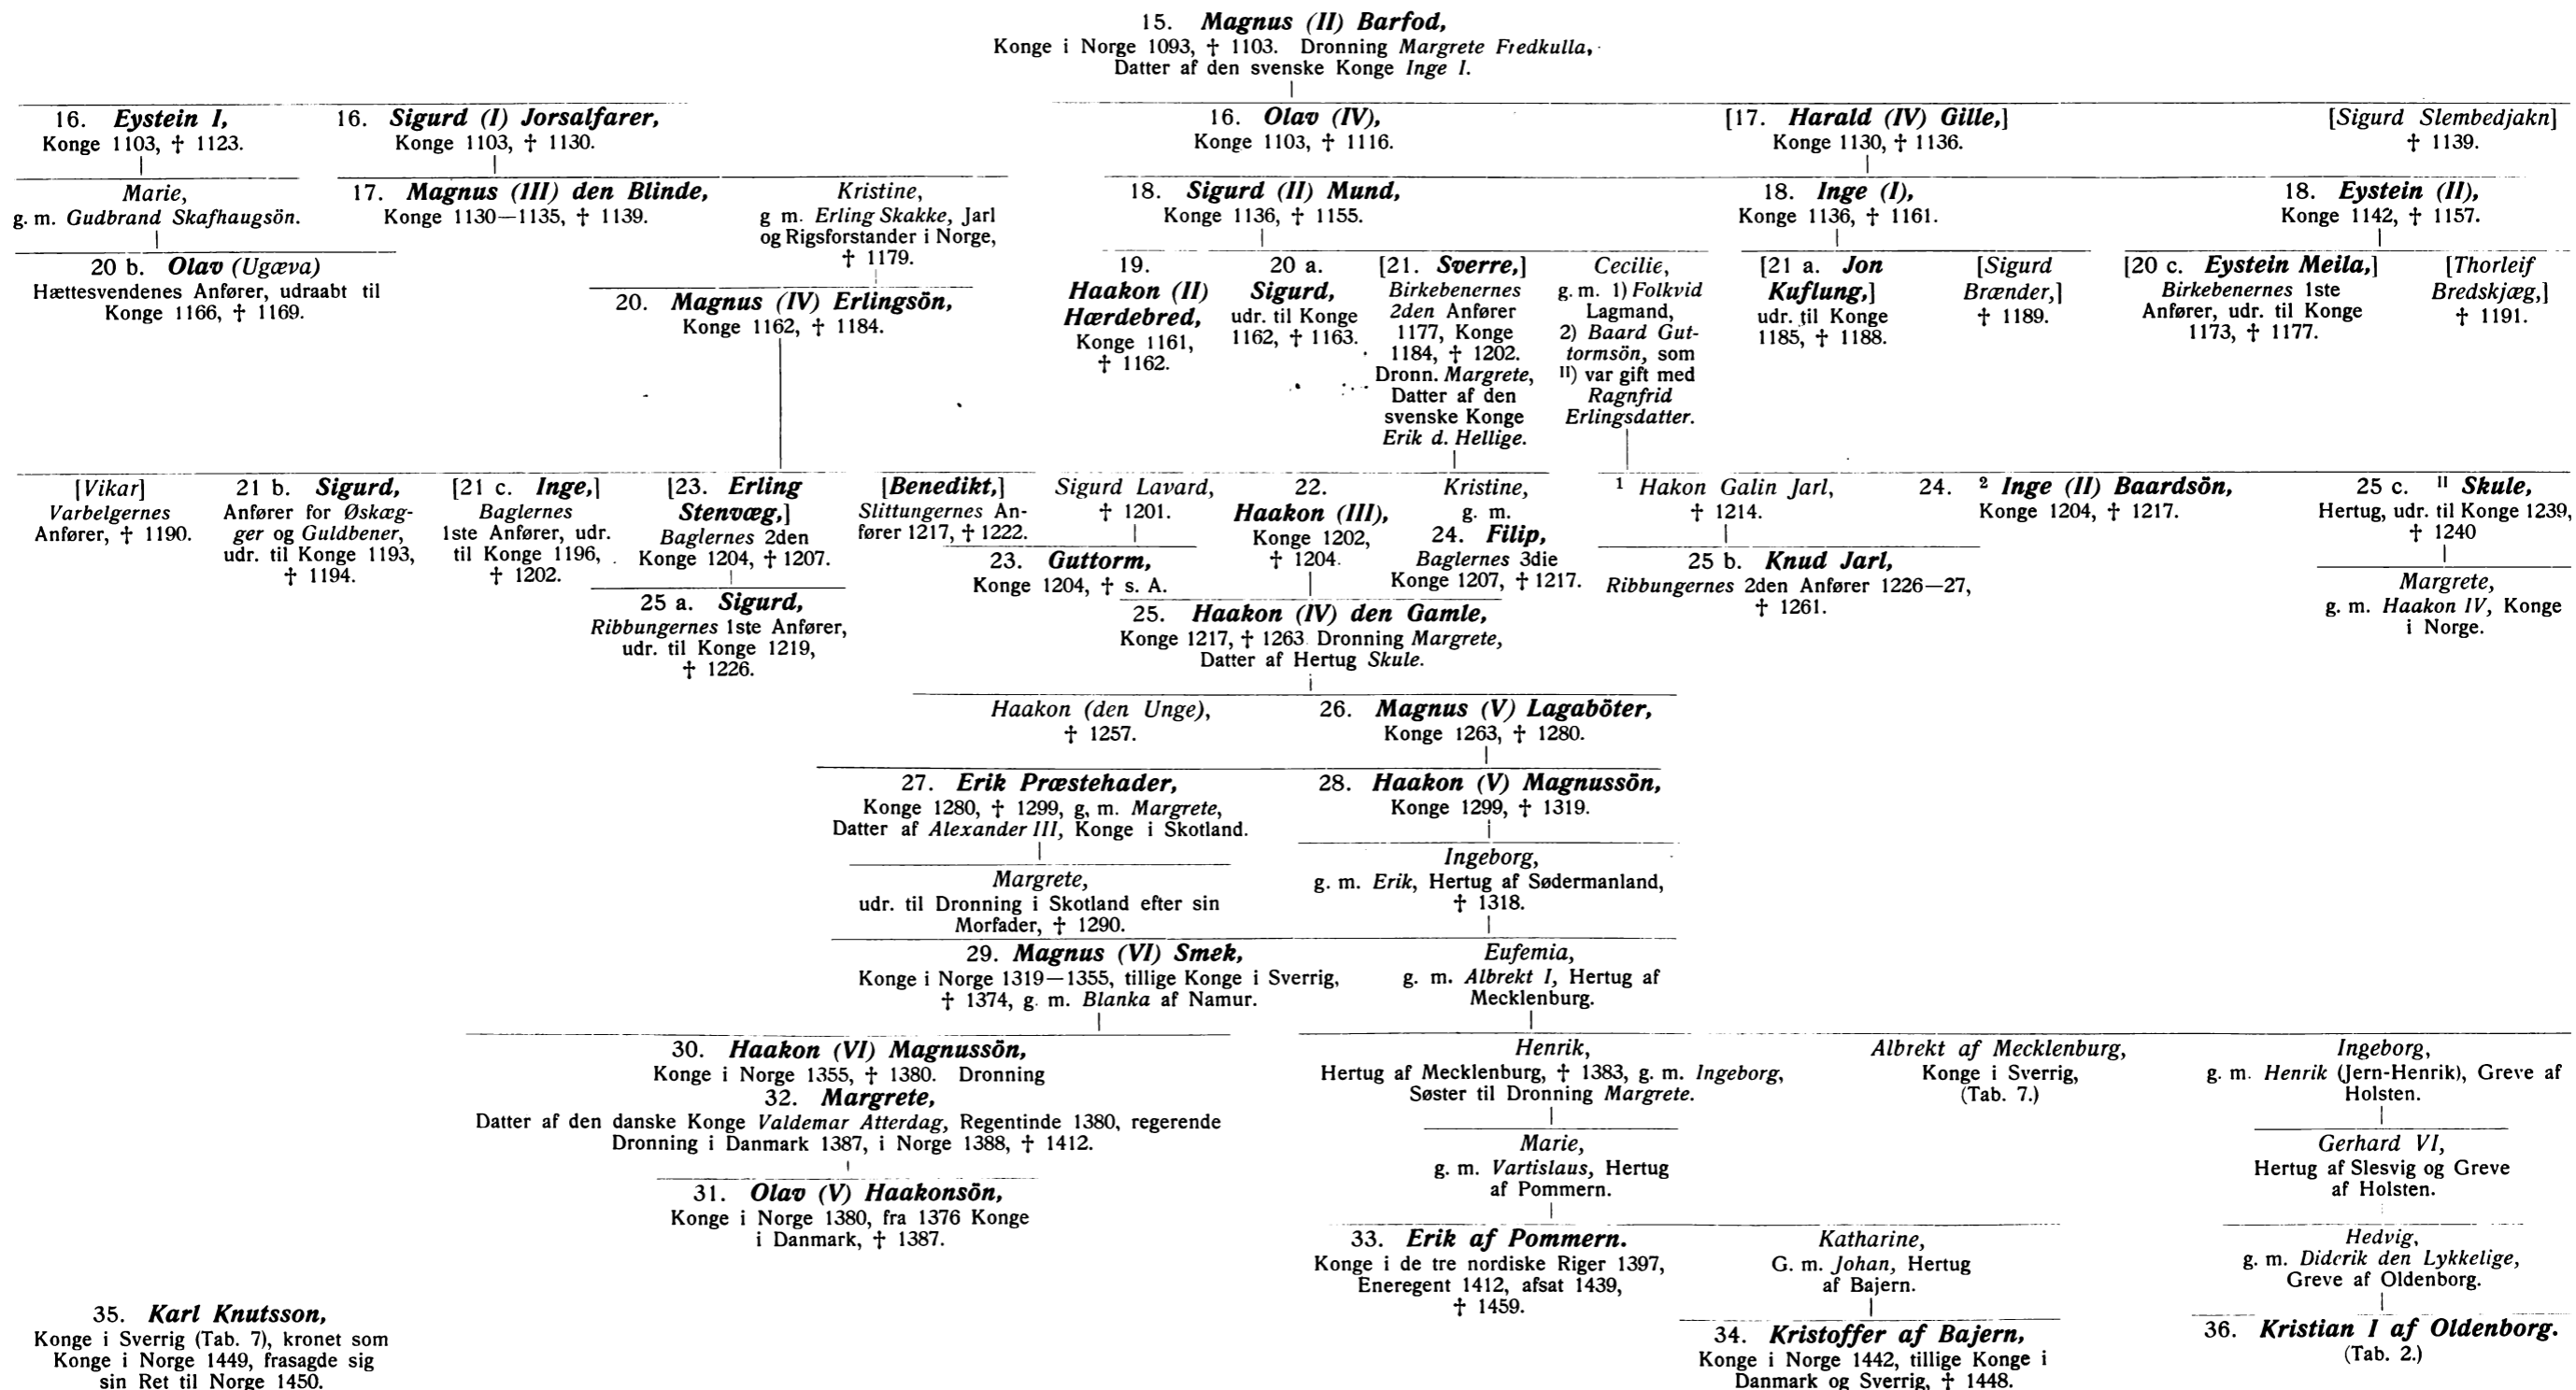 15. Magnus (II) Barfod,
Konge i Norge 1093, † 1103. Dronning Margrete Fredkulla,
Datter af den svenske Konge Inge I.
16. Eystein I,
Konge 1103, † 1123.
16. Sigurd (I) Jorsalfarer,
Konge 1103, † 1130.
16. Olav (IV),
Konge 1103, † 1116.
[17. Harald (IV) Gille,]
Konge 1130, † 1136.
[Sigurd Slembedjakn]
† 1139.
Marie,
g. m. Gudbrand Skafhaugsön.
17. Magnus (III) den Blinde,
Konge 1130—1135, † 1139.
Kristine,
g m. Erling Skakke, Jarl
og Rigsforstander i Norge,
† 1179.
18. Sigurd (II) Mund,
Konge 1136, † 1155.
18. Inge (I),
Konge 1136, † 1161.
18. Eystein (II),
Konge 1142, † 1157.
20 b. Olav (Ugæva)
Hættesvendenes Anfører, udraabt til
Konge 1166, † 1169.
20. Magnus (IV) Erlingsön,
Konge 1162, † 1184.
19.
Haakon (II)
Hærdebred,
Konge 1161,
† 1162.
20 a.
Sigurd,
udr. til Konge
1162, † 1163.
[21. Sverre,]
Birkebenernes
2den Anfører
1177, Konge
1184, † 1202.
Dronn. Margrete,
Datter af den
svenske Konge
Erik d. Hellige.
Cecilie,
g. m. 1) Folkvid
Lagmand,
2) Baard Gut-
tormsön, som
II) var gift med
Ragnfrid
Erlingsdatter.
[21 a. Jon
Kuflung,]
udr. til Konge
1185, † 1188.
[Sigurd
Brænder,]
† 1189.
[20 c. Eystein Meila,]
Birkebenernes 1ste
Anfører, udr. til Konge
1173, † 1177.
[Thorleif
Bredskjæg,]
† 1191.
[Vikar]
Varbelgernes
Anfører, † 1190.
21 b. Sigurd,
Anfører for Øskæg-
ger og Guldbener,
udr. til Konge 1193,
† 1194.
[21 c. Inge,]
Baglernes
1ste Anfører, udr.
til Konge 1196,
† 1202.
[23. Erling
Stenvæg,]
Baglernes 2den
Konge 1204, † 1207.
[Benedikt,]
Slittungernes An-
fører 1217, † 1222.
Sigurd Lavard,
† 1201.
22.
Haakon (III),
Konge 1202,
† 1204.
Kristine,
g. m.
24. Filip,
Baglernes 3die
Konge 1207, † 1217.
1 Hakon Galin Jarl,
† 1214.
24. 2 Inge (II) Baardsön,
Konge 1204, † 1217.
25 c. II Skule,
Hertug, udr. til Konge 1239,
† 1240
25 a. Sigurd,
Ribbungernes 1ste Anfører,
udr. til Konge 1219,
† 1226.
23. Guttorm,
Konge 1204, † s. A.
25 b. Knud Jarl,
Ribbungernes 2den Anfører 1226—27,
† 1261.
Margrete,
g. m. Haakon IV, Konge
i Norge.
25. Haakon (IV) den Gamle,
Konge 1217, † 1263. Dronning Margrete,
Datter af Hertug Skule.
Haakon (den Unge),
† 1257.
26. Magnus (V) Lagaböter,
Konge 1263, † 1280.
27. Erik Præstehader,
Konge 1280, † 1299, g. m. Margrete,
Datter af Alexander III, Konge i Skotland.
28. Haakon (V) Magnussön,
Konge 1299, † 1319.
Margrete,
udr. til Dronning i Skotland efter sin
Morfader, † 1290.
Ingeborg,
g. m. Erik, Hertug af Sødermanland,
† 1318.
29. Magnus (VI) Smek,
Konge i Norge 1319—1355, tillige Konge i Sverrig,
† 1374, g. m. Blanka af Namur.
Eufemia,
g. m. Albrekt I, Hertug af
Mecklenburg.
30. Haakon (VI) Magnussön,
Konge i Norge 1355, † 1380. Dronning
32. Margrete,
Datter af den danske Konge Valdemar Atterdag, Regentinde 1380, regerende
Dronning i Danmark 1387, i Norge 1388, † 1412.
Henrik,
Hertug af Mecklenburg, † 1383, g. m. Ingeborg,
Søster til Dronning Margrete.
Albrekt af Mecklenburg,
Konge i Sverrig,
(Tab. 7.)
Ingeborg,
g. m. Henrik (Jern-Henrik), Greve af
Holsten.
Marie,
g. m. Vartislaus, Hertug
af Pommern.
Gerhard VI,
Hertug af Slesvig og Greve
af Holsten.
31. Olav (V) Haakonsön,
Konge i Norge 1380, fra 1376 Konge
i Danmark, † 1387.
33. Erik af Pommern.
Konge i de tre nordiske Riger 1397,
Eneregent 1412, afsat 1439,
† 1459.
Katharine,
G. m. Johan, Hertug
af Bajern.
Hedvig,
g. m. Diderik den Lykkelige,
Greve af Oldenborg.
35. Karl Knutsson,
Konge i Sverrig (Tab. 7), kronet som
Konge i Norge 1449, frasagde sig
sin Ret til Norge 1450.
34. Kristoffer af Bajern,
Konge i Norge 1442, tillige Konge i
Danmark og Sverrig, † 1448.
36. Kristian I af Oldenborg.
(Tab. 2.)